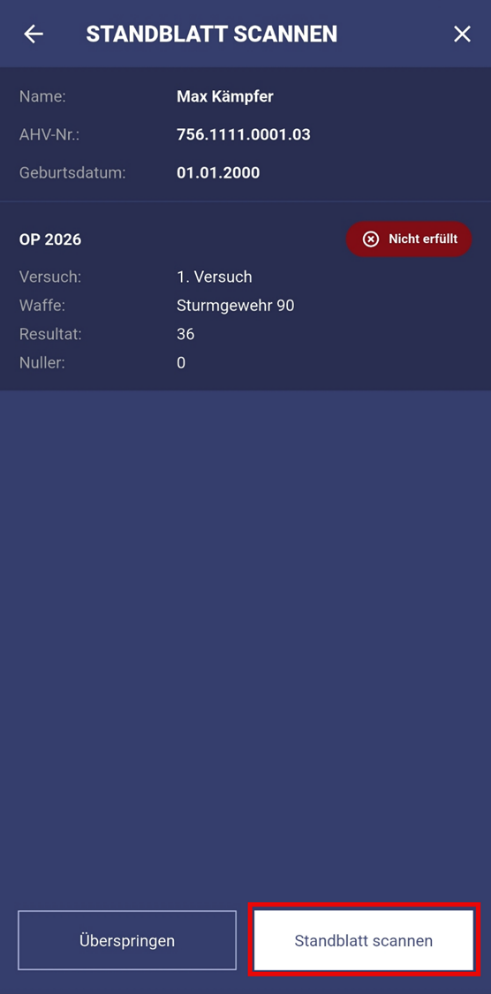 STANDBLATT SCANNEN
Name: Max Kämpfer
AHV-Nr.: 756.1111.0001.03
Geburtsdatum: 01.01.2000
OP 2026 Nicht erfüllt
Versuch: 1. Versuch
Waffe: Sturmgewehr 90
Resultat: 36
Nuller: 0
Überspringen Standblatt scannen